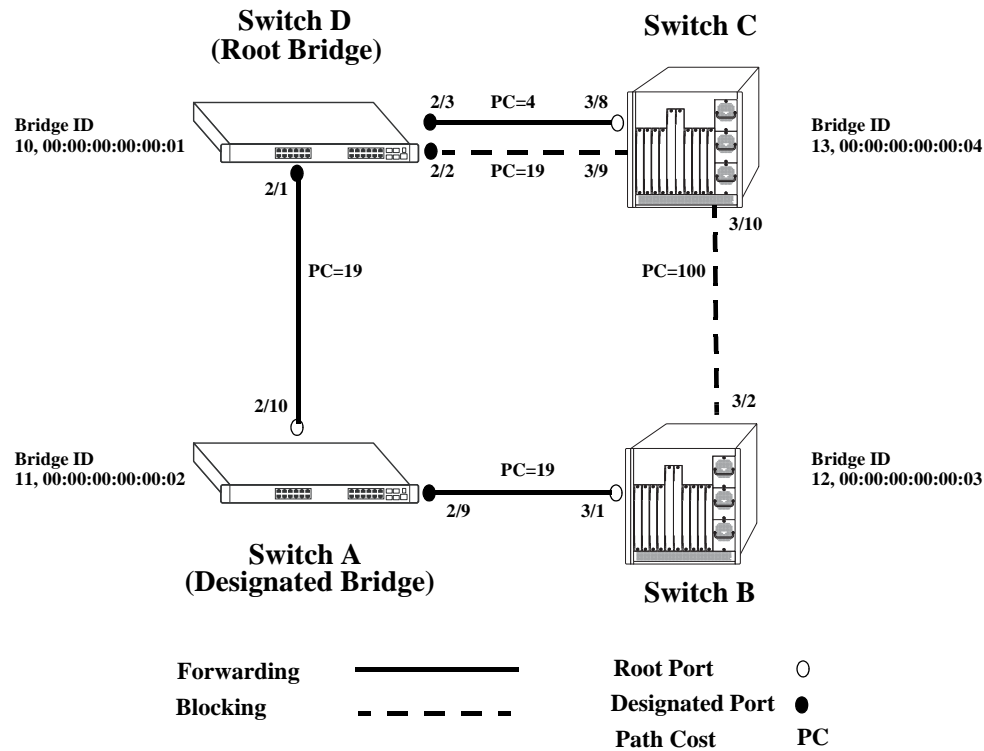 Switch D
(Root Bridge)
Switch C
Bridge ID
10, 00:00:00:00:00:01
2/3
PC=4
3/8
2/2
PC=19
3/9
Bridge ID
13, 00:00:00:00:00:04
2/1
3/10
PC=19
PC=100
2/10
3/2
Bridge ID
11, 00:00:00:00:00:02
PC=19
2/9
3/1
Bridge ID
12, 00:00:00:00:00:03
Switch A
(Designated Bridge)
Switch B
Forwarding
Root Port
Blocking
Designated Port
Path Cost
PC